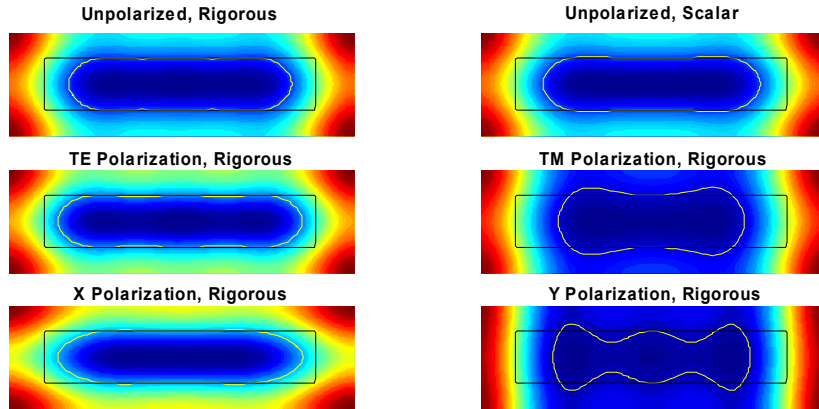 Unpolarized, Rigorous
Unpolarized, Scalar
TE Polarization, Rigorous
TM Polarization, Rigorous
X Polarization, Rigorous
Y Polarization, Rigorous